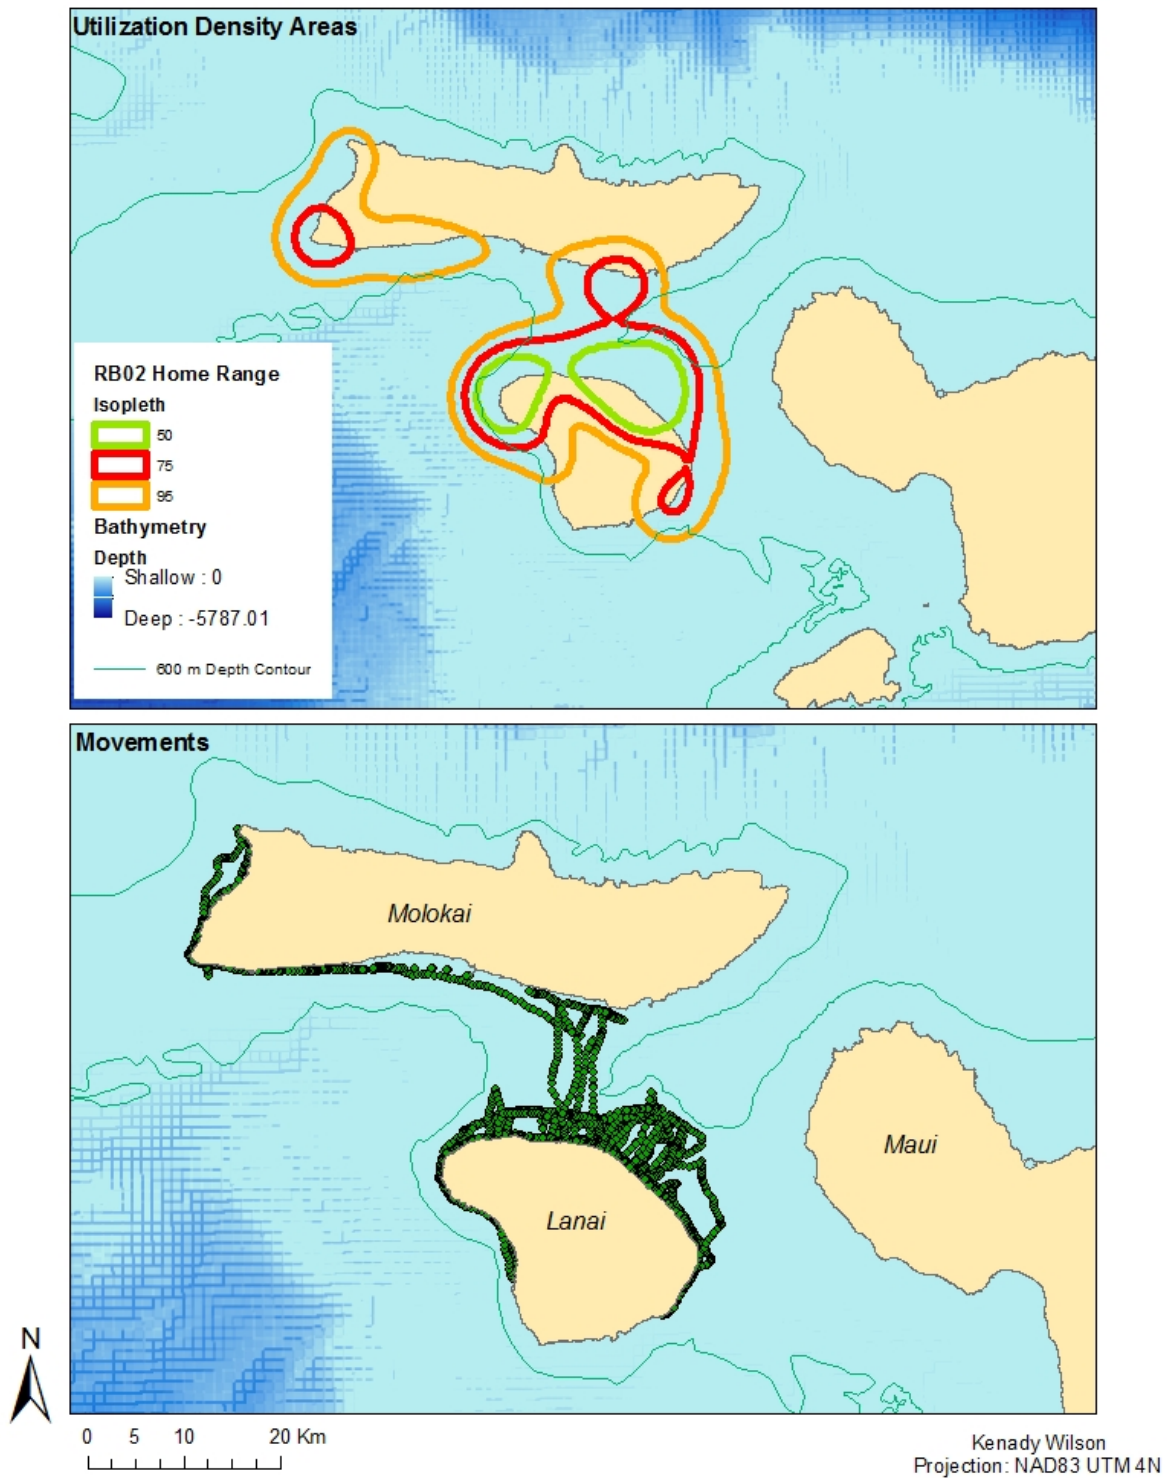 Utilization Density Areas
RB02 Home Range
Isopleth
50
75
95
Bathymetry
Depth
Shallow : 0
Deep : -5787.01
600 m Depth Contour
Movements
Molokai
Maui
Lanai
N
0 5 10 20 Km
Kenady Wilson
Projection: NAD83 UTM 4N